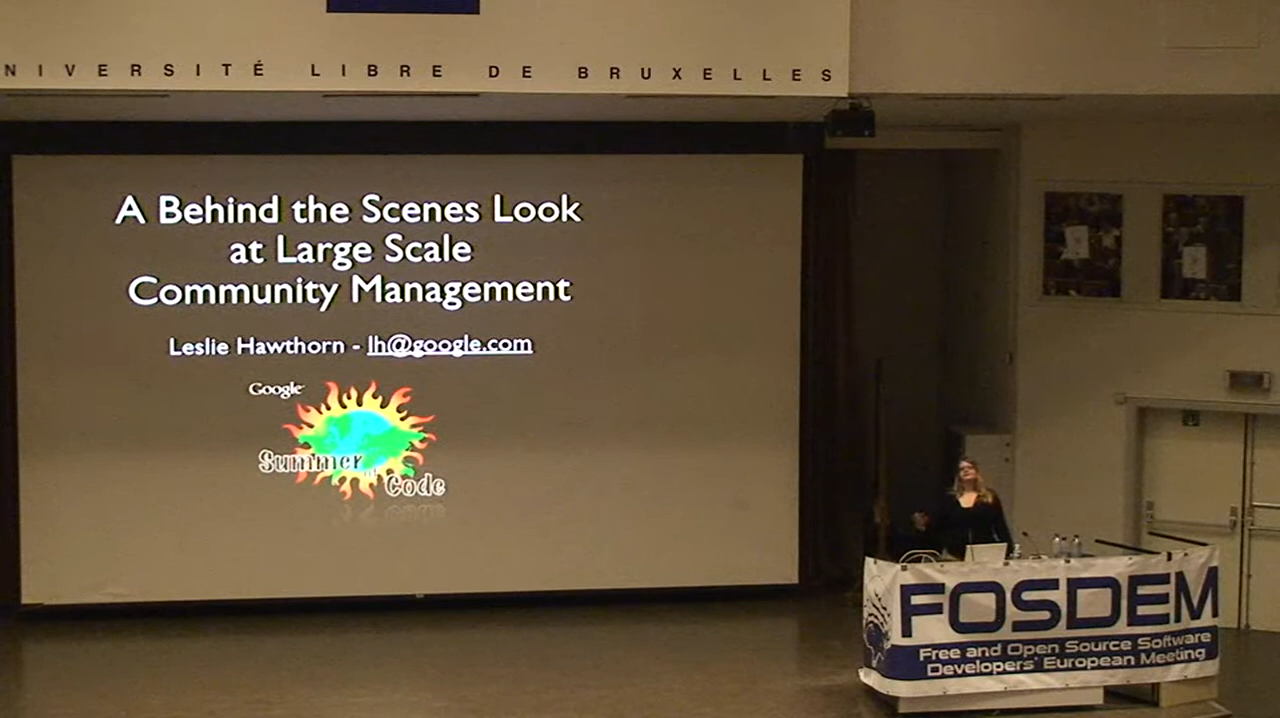 NIVERSITÉ LIBRE DE BRUXELLES
A Behind the Scenes Look
at Large Scale
Community Management
Leslie Hawthorn - lh@google.com
Google
Summer
of
Code
FOSDEM
Free and Open Source Software
Developers' European Meeting